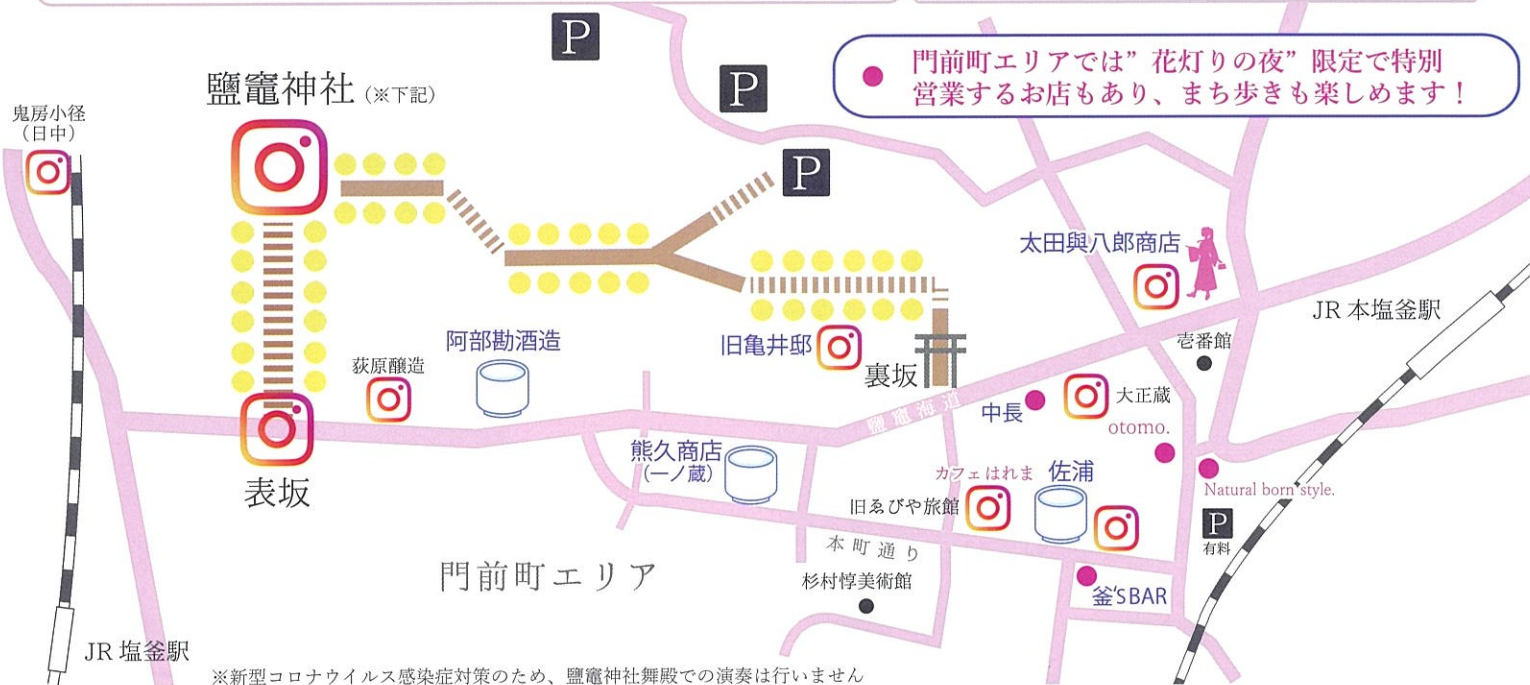 P
門前町エリアでは”花灯りの夜”限定で特別
営業するお店もあり、まち歩きも楽しめます！
鹽竈神社（※下記）
P
鬼房小径
（日中）
P
太田與八郎商店
JR 本塩釜駅
阿部勘酒造
旧亀井邸
壱番館
荻原醸造
裏坂
大正蔵
鹽竈海道
中長
otomo.
熊久商店
（一ノ蔵）
カフェはれま
佐浦
表坂
Natural born style.
旧ゑびや旅館
P
有料
本町通り
門前町エリア
杉村惇美術館
釜'S BAR
JR 塩釜駅
※新型コロナウイルス感染症対策のため、鹽竈神社舞殿での演奏は行いません